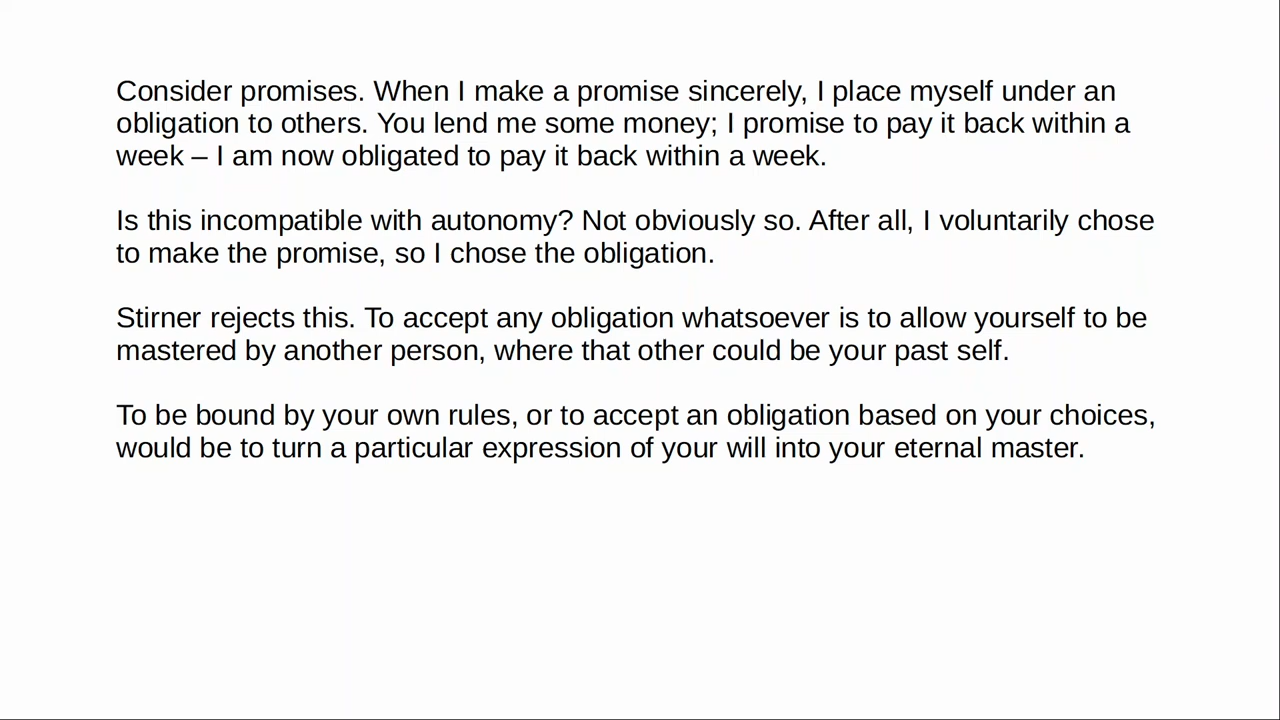 Consider promises. When I make a promise sincerely, I place myself under an
obligation to others. You lend me some money; I promise to pay it back within a
week – I am now obligated to pay it back within a week.
Is this incompatible with autonomy? Not obviously so. After all, I voluntarily chose
to make the promise, so I chose the obligation.
Stirner rejects this. To accept any obligation whatsoever is to allow yourself to be
mastered by another person, where that other could be your past self.
To be bound by your own rules, or to accept an obligation based on your choices,
would be to turn a particular expression of your will into your eternal master.